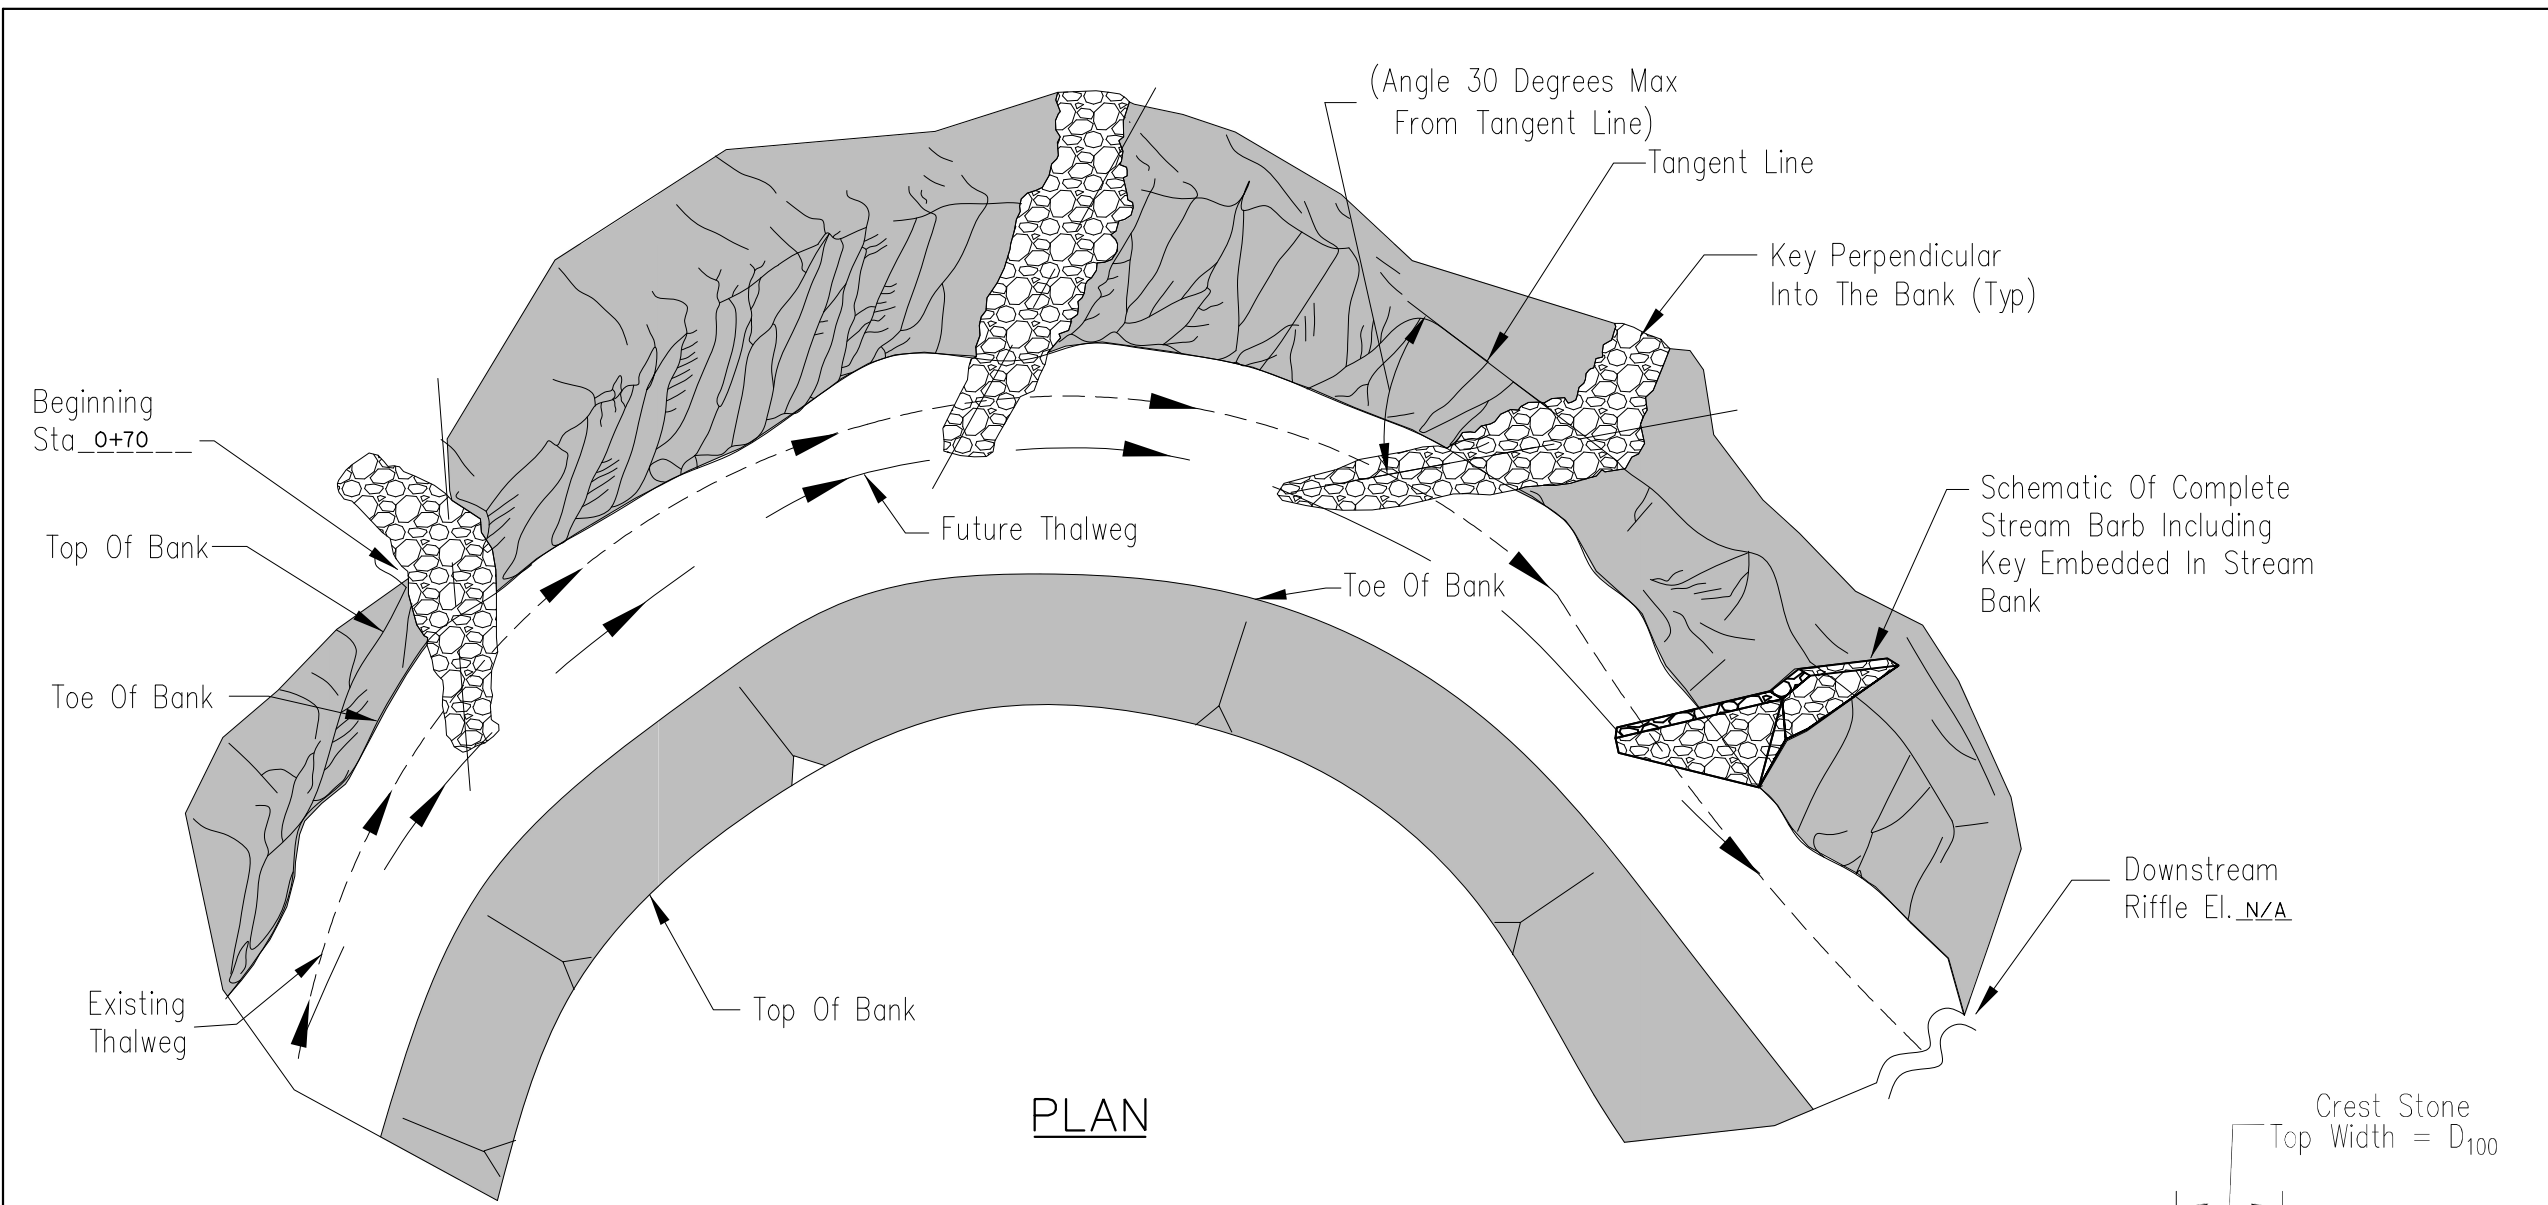 (Angle 30 Degrees Max
From Tangent Line)
Tangent Line
Key Perpendicular
Into The Bank (Typ)
Beginning
Sta 0+70
Top Of Bank
Toe Of Bank
Future Thalweg
Toe Of Bank
Schematic Of Complete
Stream Barb Including
Key Embedded In Stream
Bank
Downstream
Riffle El. N/A
Existing
Thalweg
Top Of Bank
PLAN
Crest Stone
Top Width = D100